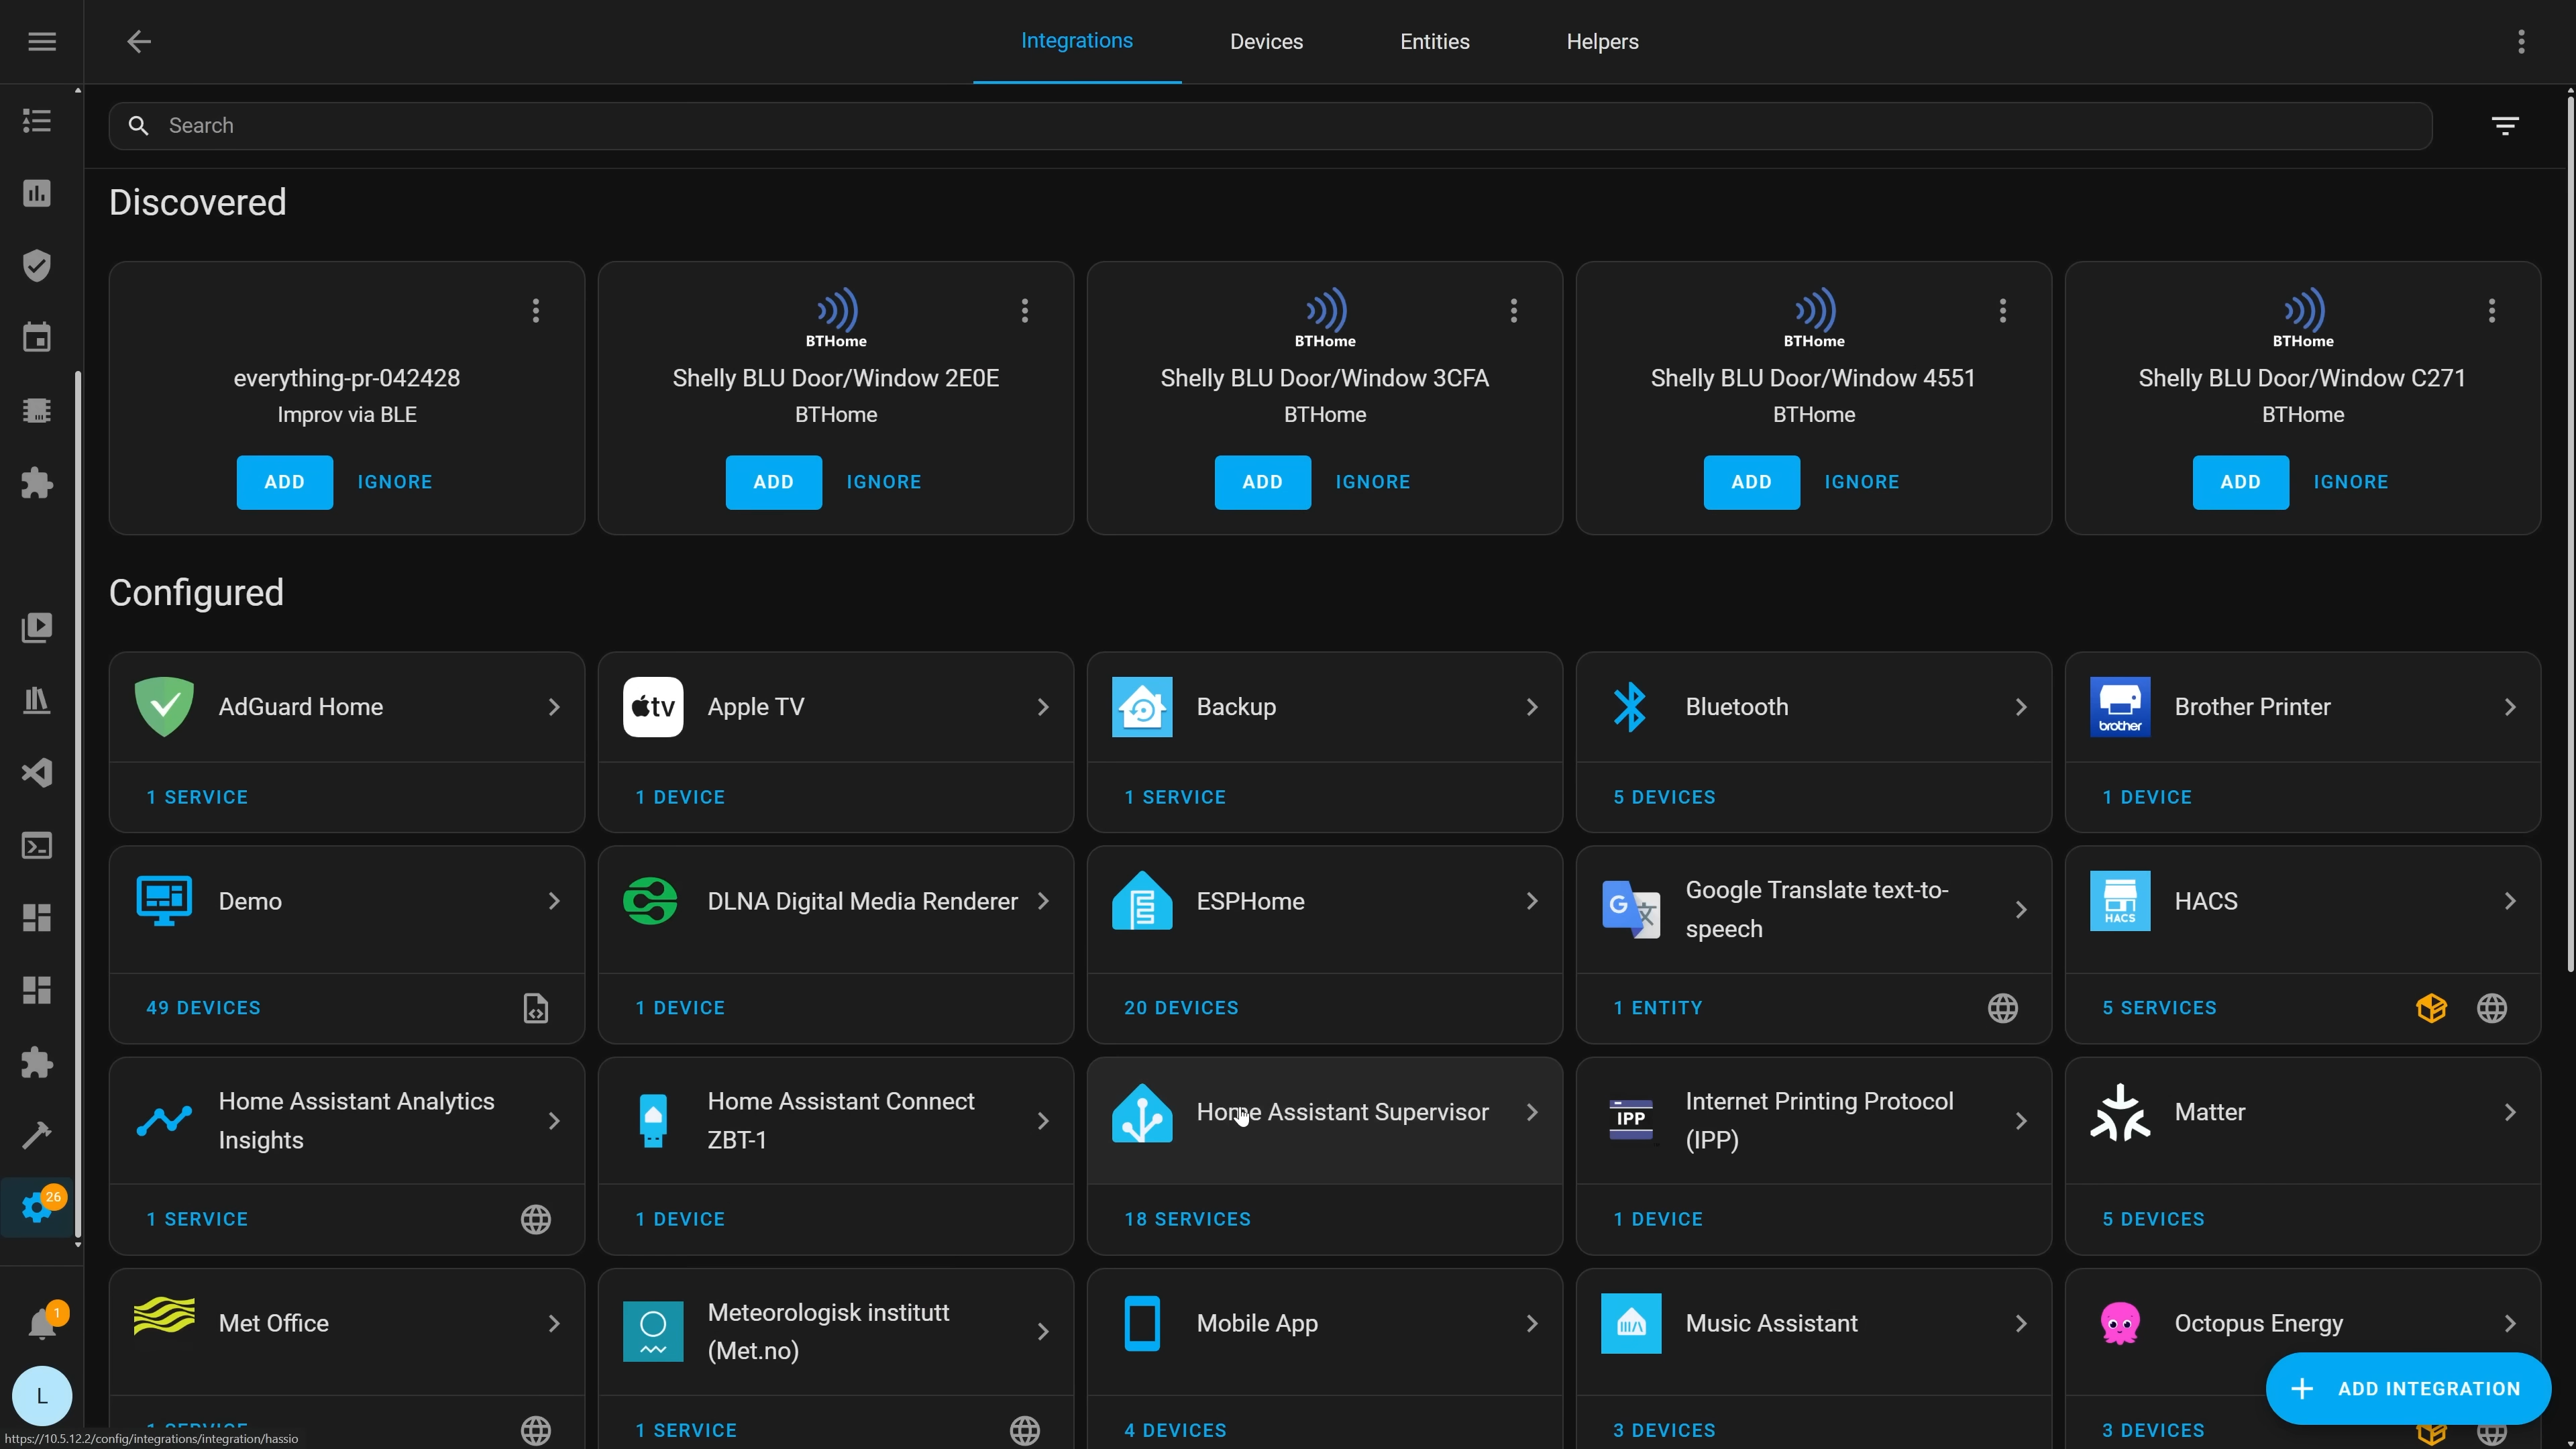 Integrations
Devices
Entities
Helpers
Search
Discovered
everything-pr-042428
Improv via BLE
ADD
IGNORE
BTHome
Shelly BLU Door/Window 2E0E
BTHome
ADD
IGNORE
BTHome
Shelly BLU Door/Window 3CFA
BTHome
ADD
IGNORE
BTHome
Shelly BLU Door/Window 4551
BTHome
ADD
IGNORE
BTHome
Shelly BLU Door/Window C271
BTHome
ADD
IGNORE
Configured
AdGuard Home
1 SERVICE
tv
Apple TV
1 DEVICE
Backup
1 SERVICE
Bluetooth
5 DEVICES
brother
Brother Printer
1 DEVICE
Demo
49 DEVICES
DLNA Digital Media Renderer
1 DEVICE
ESPHome
20 DEVICES
G 文
Google Translate text-to-
speech
1 ENTITY
HACS
HACS
5 SERVICES
Home Assistant Analytics
Insights
1 SERVICE
Home Assistant Connect
ZBT-1
1 DEVICE
Home Assistant Supervisor
18 SERVICES
IPP
Internet Printing Protocol
(IPP)
1 DEVICE
Matter
5 DEVICES
26
Met Office
1 SERVICE
Meteorologisk institutt
(Met.no)
1 SERVICE
Mobile App
4 DEVICES
Music Assistant
3 DEVICES
Octopus Energy
3 DEVICES
ADD INTEGRATION
1
L
https://10.5.12.2/config/integrations/integration/hassio